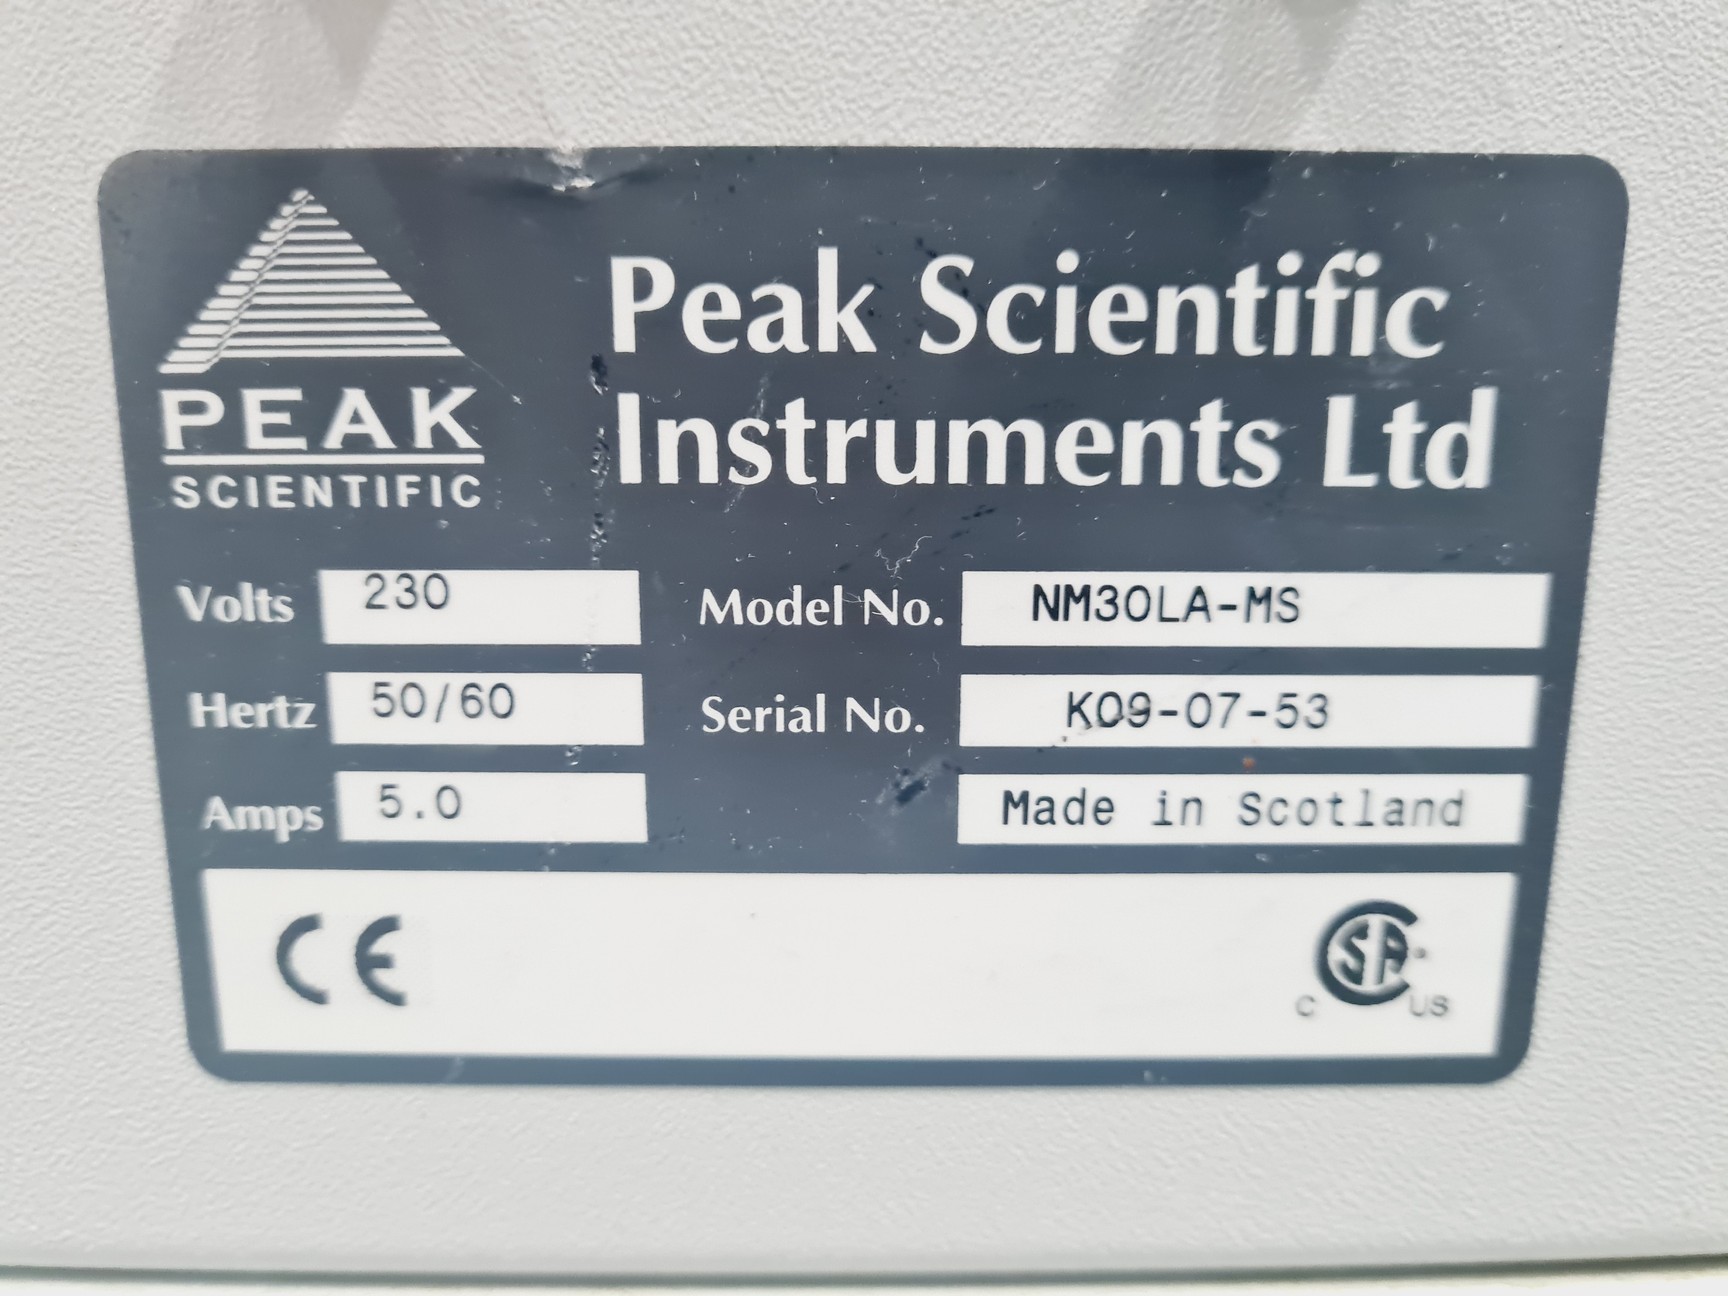 PEAK
SCIENTIFIC
Peak Scientific
Instruments Ltd
Volts 230
Model No. NM30LA-MS
Hertz 50/60
Serial No. K09-07-53
Amps 5.0
Made in Scotland
CE
C SA US